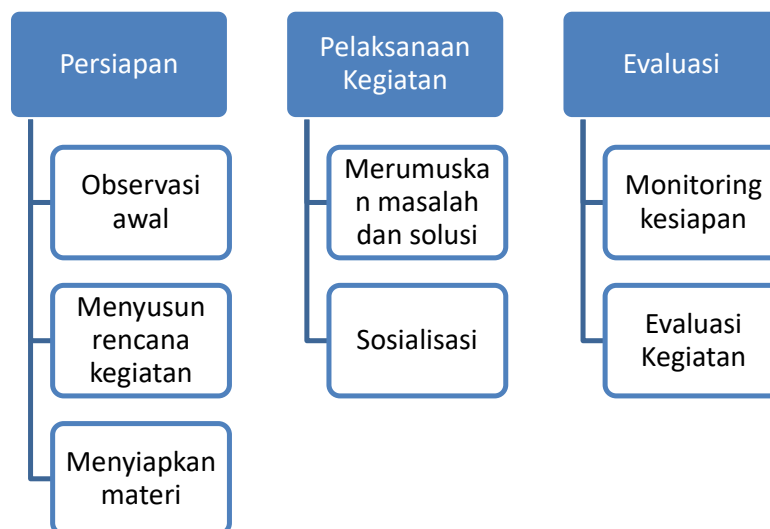 Persiapan
Observasi
awal
Menyusun
rencana
kegiatan
Menyiapkan
materi
Pelaksanaan
Kegiatan
Merumuska
n masalah
dan solusi
Sosialisasi
Evaluasi
Monitoring
kesiapan
Evaluasi
Kegiatan